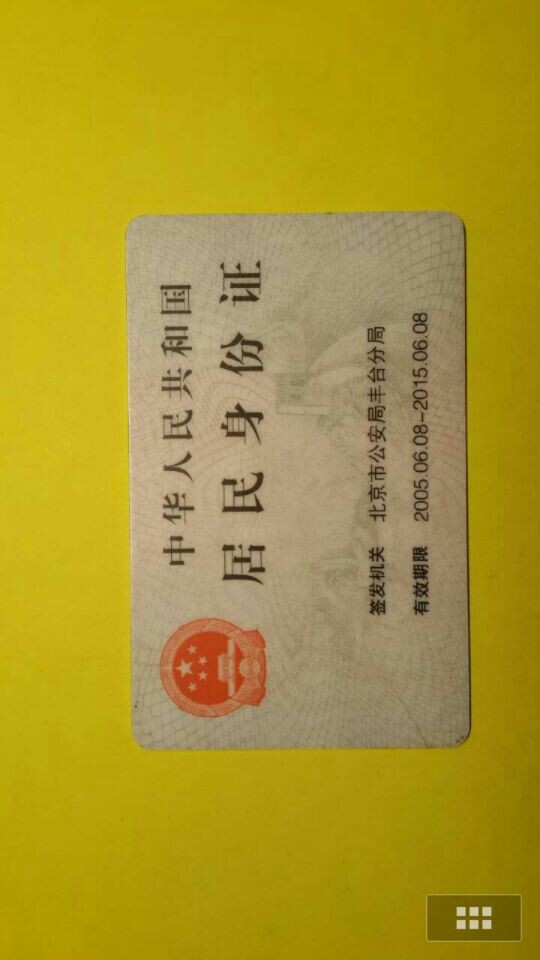 中华人民共和国
居民身份证
签发机关 北京市公安局丰台分局
有效期限 2005.06.08-2015.06.08